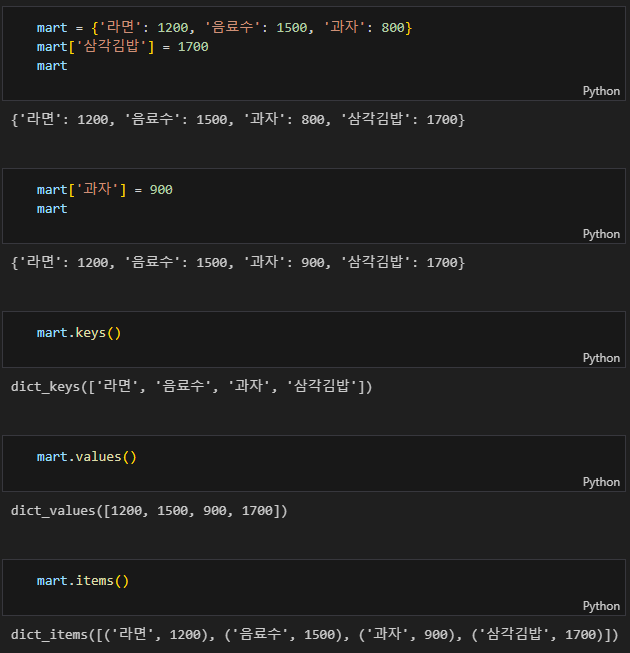 mart = {'라면': 1200, '음료수': 1500, '과자': 800}
mart['삼각김밥'] = 1700
mart
Python
{'라면': 1200, '음료수': 1500, '과자': 800, '삼각김밥': 1700}
mart['과자'] = 900
mart
Python
{'라면': 1200, '음료수': 1500, '과자': 900, '삼각김밥': 1700}
mart.keys()
Python
dict_keys(['라면', '음료수', '과자', '삼각김밥'])
mart.values()
Python
dict_values([1200, 1500, 900, 1700])
mart.items()
Python
dict_items([('라면', 1200), ('음료수', 1500), ('과자', 900), ('삼각김밥', 1700)])